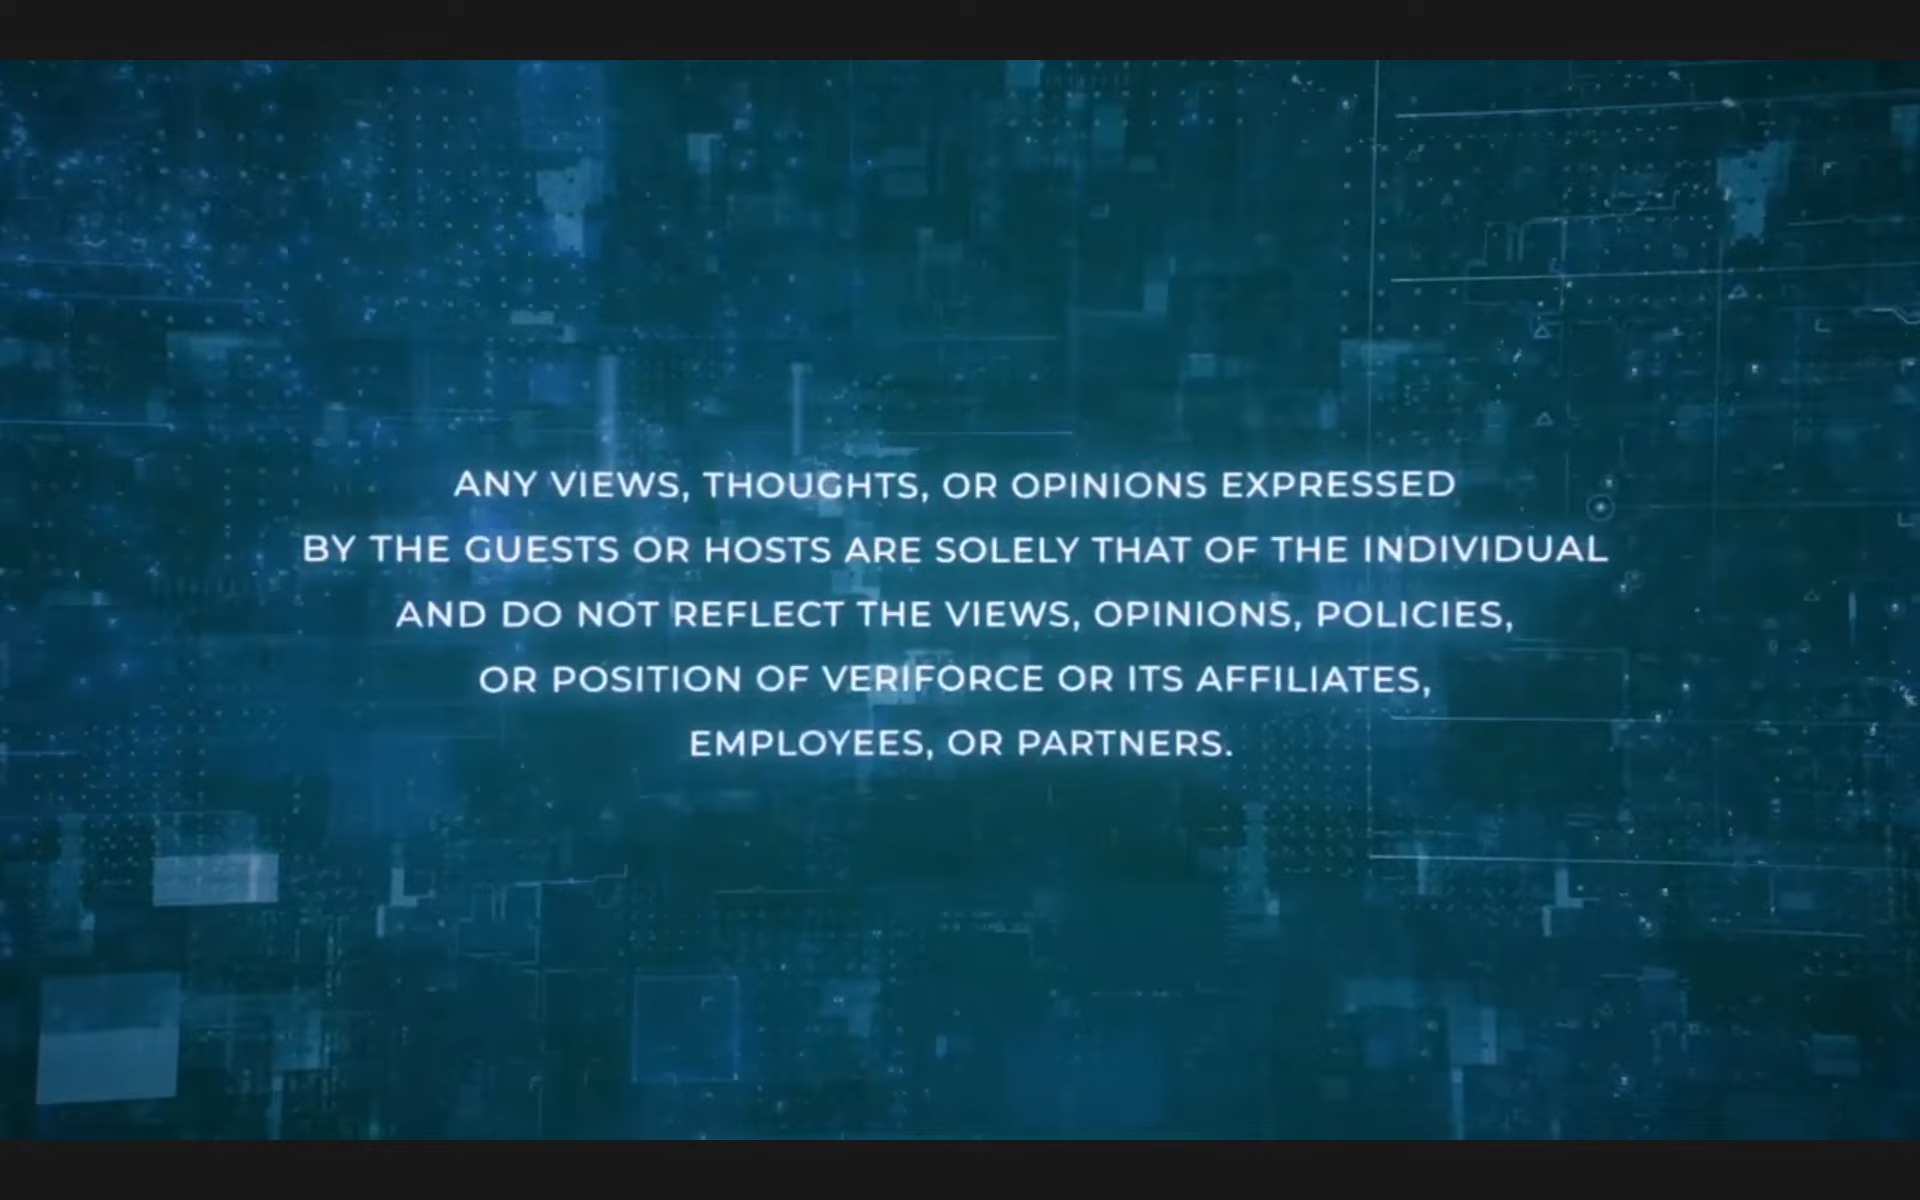 ANY VIEWS, THOUGHTS, OR OPINIONS EXPRESSED
BY THE GUESTS OR HOSTS ARE SOLELY THAT OF THE INDIVIDUAL
AND DO NOT REFLECT THE VIEWS, OPINIONS, POLICIES,
OR POSITION OF VERIFORCE OR ITS AFFILIATES,
EMPLOYEES, OR PARTNERS.